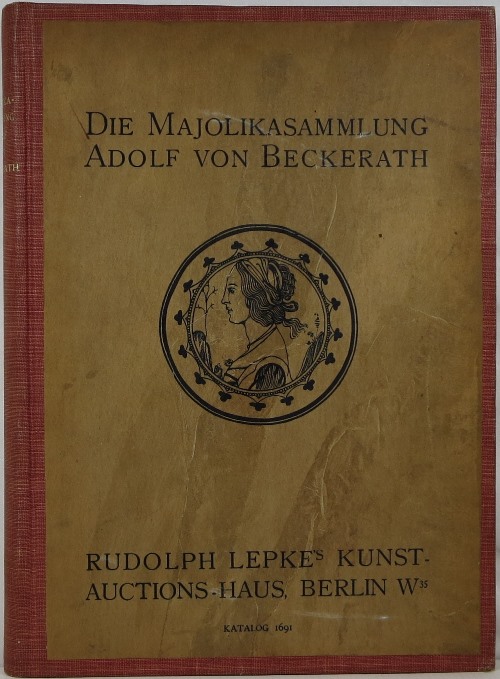 DIE MAJOLIKASAMMLUNG
ADOLF VON BECKERATH
RUDOLPH LEPKE'S KUNST-
AUCTIONS-HAUS, BERLIN W35
KATALOG 1691